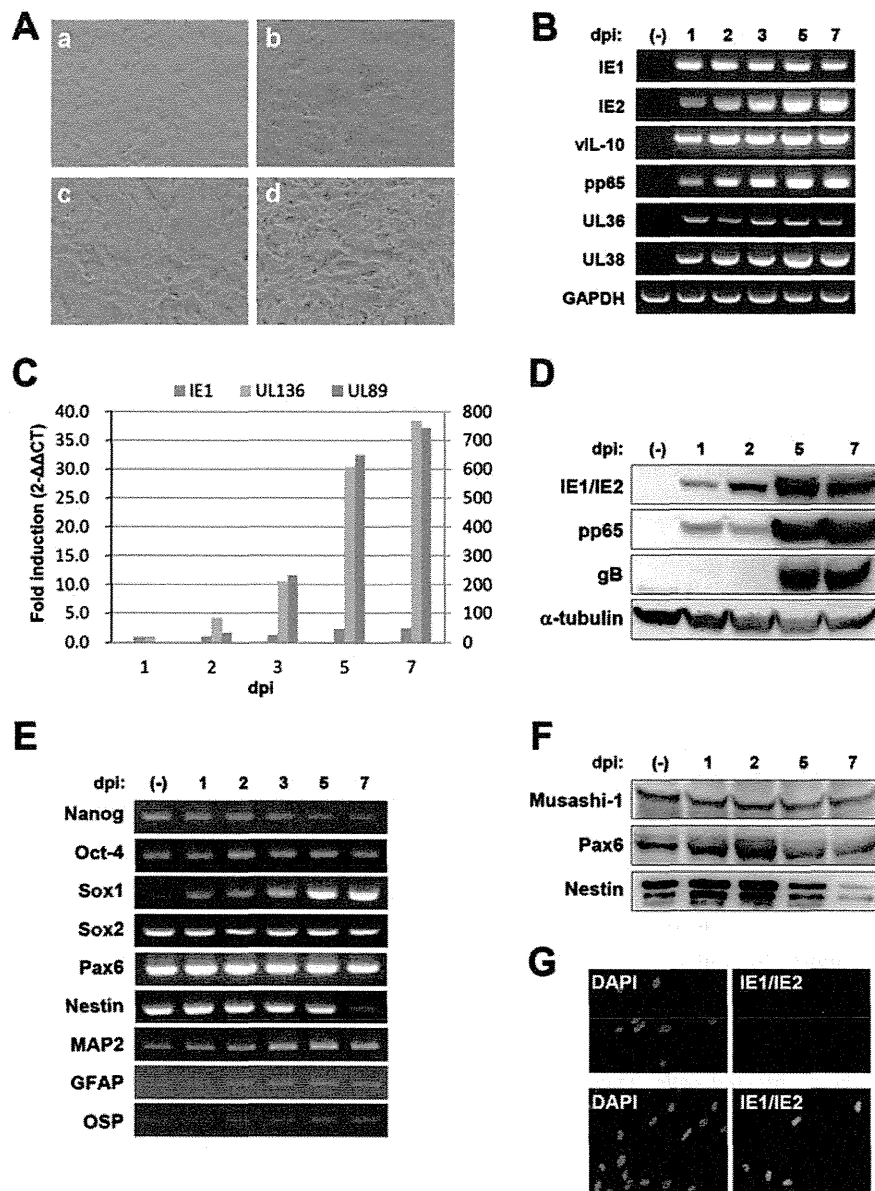 A
a
b
c
d
B
dpi: (-) 1 2 3 5 7
IE1
IE2
vIL-10
pp65
UL36
UL38
GAPDH
C
IE1 UL136 UL89
Fold induction (2-ΔΔCT)
40.0 800
35.0 700
30.0 600
25.0 500
20.0 400
15.0 300
10.0 200
5.0 100
0.0 0
1 2 3 5 7
dpi
D
dpi: (-) 1 2 5 7
IE1/IE2
pp65
gB
α-tubulin
E
dpi: (-) 1 2 3 5 7
Nanog
Oct-4
Sox1
Sox2
Pax6
Nestin
MAP2
GFAP
OSP
F
dpi: (-) 1 2 5 7
Musashi-1
Pax6
Nestin
G
DAPI IE1/IE2
DAPI IE1/IE2